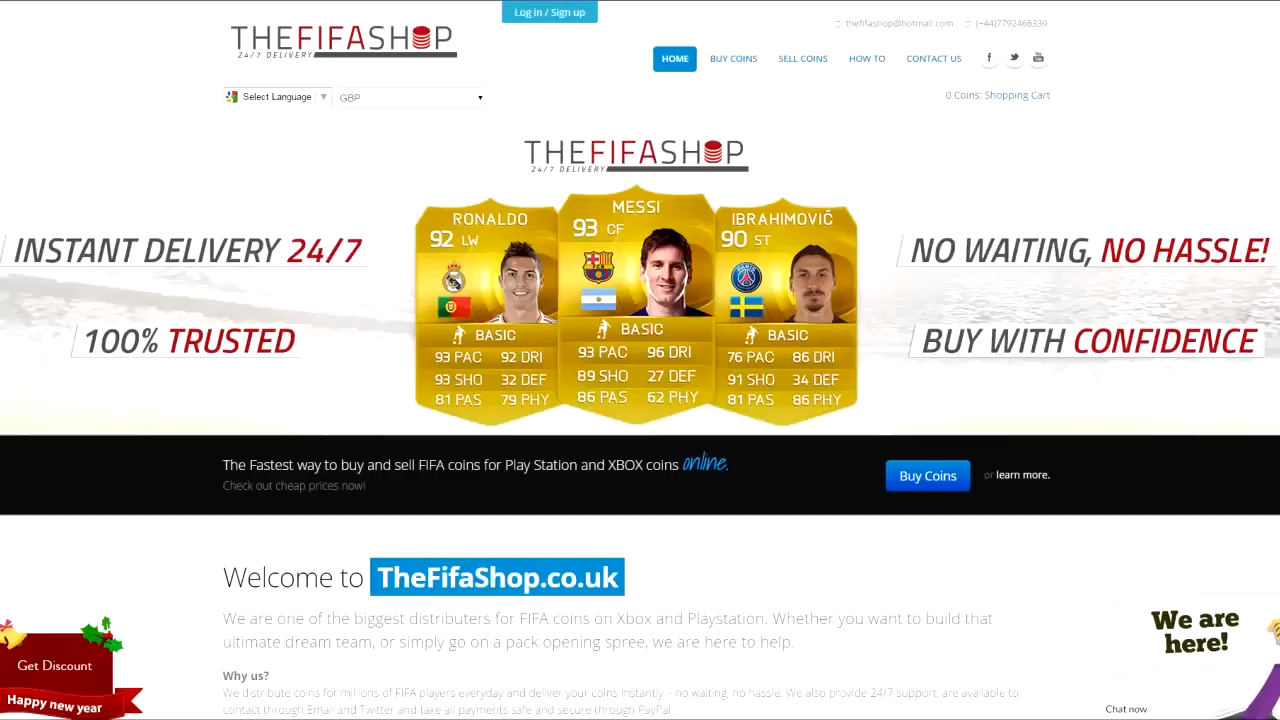 Log in / Sign up
THEFIFASHOP
24/7 DELIVERY
thefifashop@hotmail.com
(+44)7792466339
HOME
BUY COINS
SELL COINS
HOW TO
CONTACT US
Select Language
GBP
0 Coins: Shopping Cart
THEFIFASHOP
24/7 DELIVERY
INSTANT DELIVERY 24/7
100% TRUSTED
RONALDO
92 LW
BASIC
93 PAC 92 DRI
93 SHO 32 DEF
81 PAS 79 PHY
MESSI
93 CF
BASIC
93 PAC 96 DRI
89 SHO 27 DEF
86 PAS 62 PHY
IBRAHIMOVIĆ
90 ST
BASIC
76 PAC 86 DRI
91 SHO 34 DEF
81 PAS 86 PHY
NO WAITING, NO HASSLE!
BUY WITH CONFIDENCE
The Fastest way to buy and sell FIFA coins for Play Station and XBOX coins online.
Check out cheap prices now!
Buy Coins
or learn more.
Welcome to TheFifaShop.co.uk
We are one of the biggest distributers for FIFA coins on Xbox and Playstation. Whether you want to build that
ultimate dream team, or simply go on a pack opening spree, we are here to help.
Why us?
We distribute coins for millions of FIFA players everyday and deliver your coins Instantly - no waiting, no hassle. We also provide 24/7 support, are available to
contact through Email and Twitter and take all payments safe and secure through PayPal.
Get Discount
Happy new year
We are
here!
Chat now